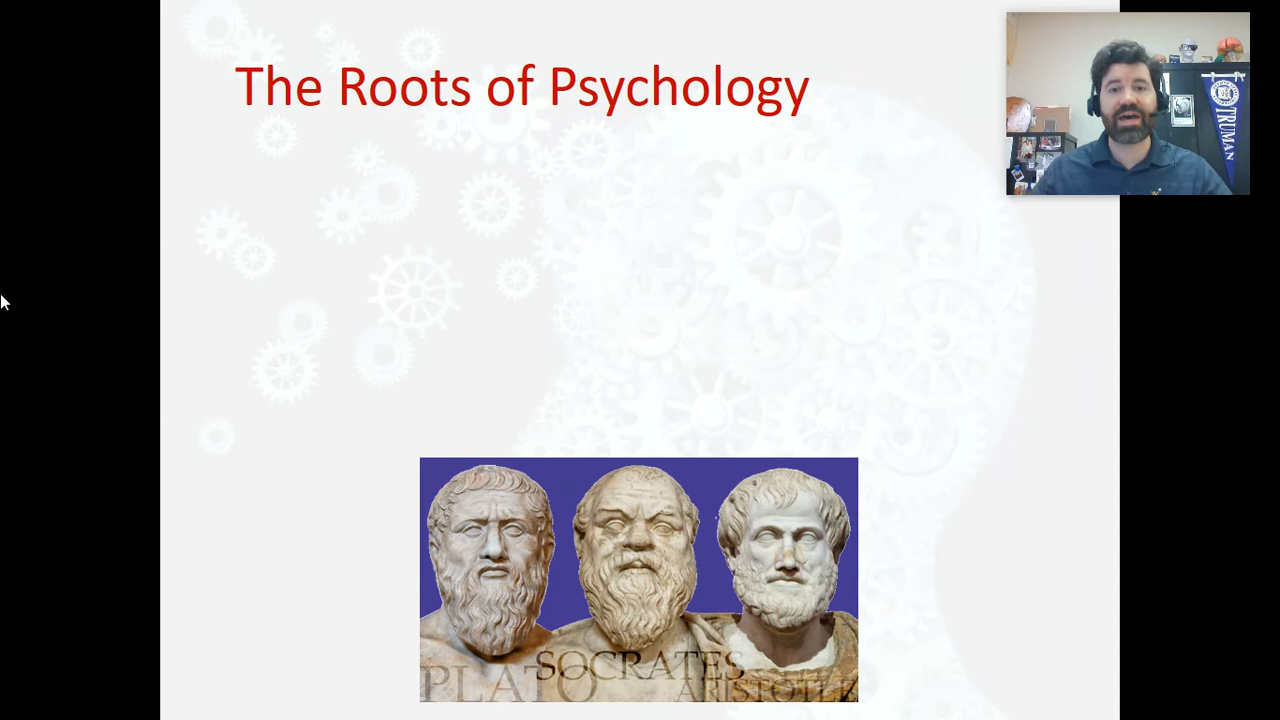 The Roots of Psychology
TRUMAN
PLATO
SOCRATES
ARISTOTLE